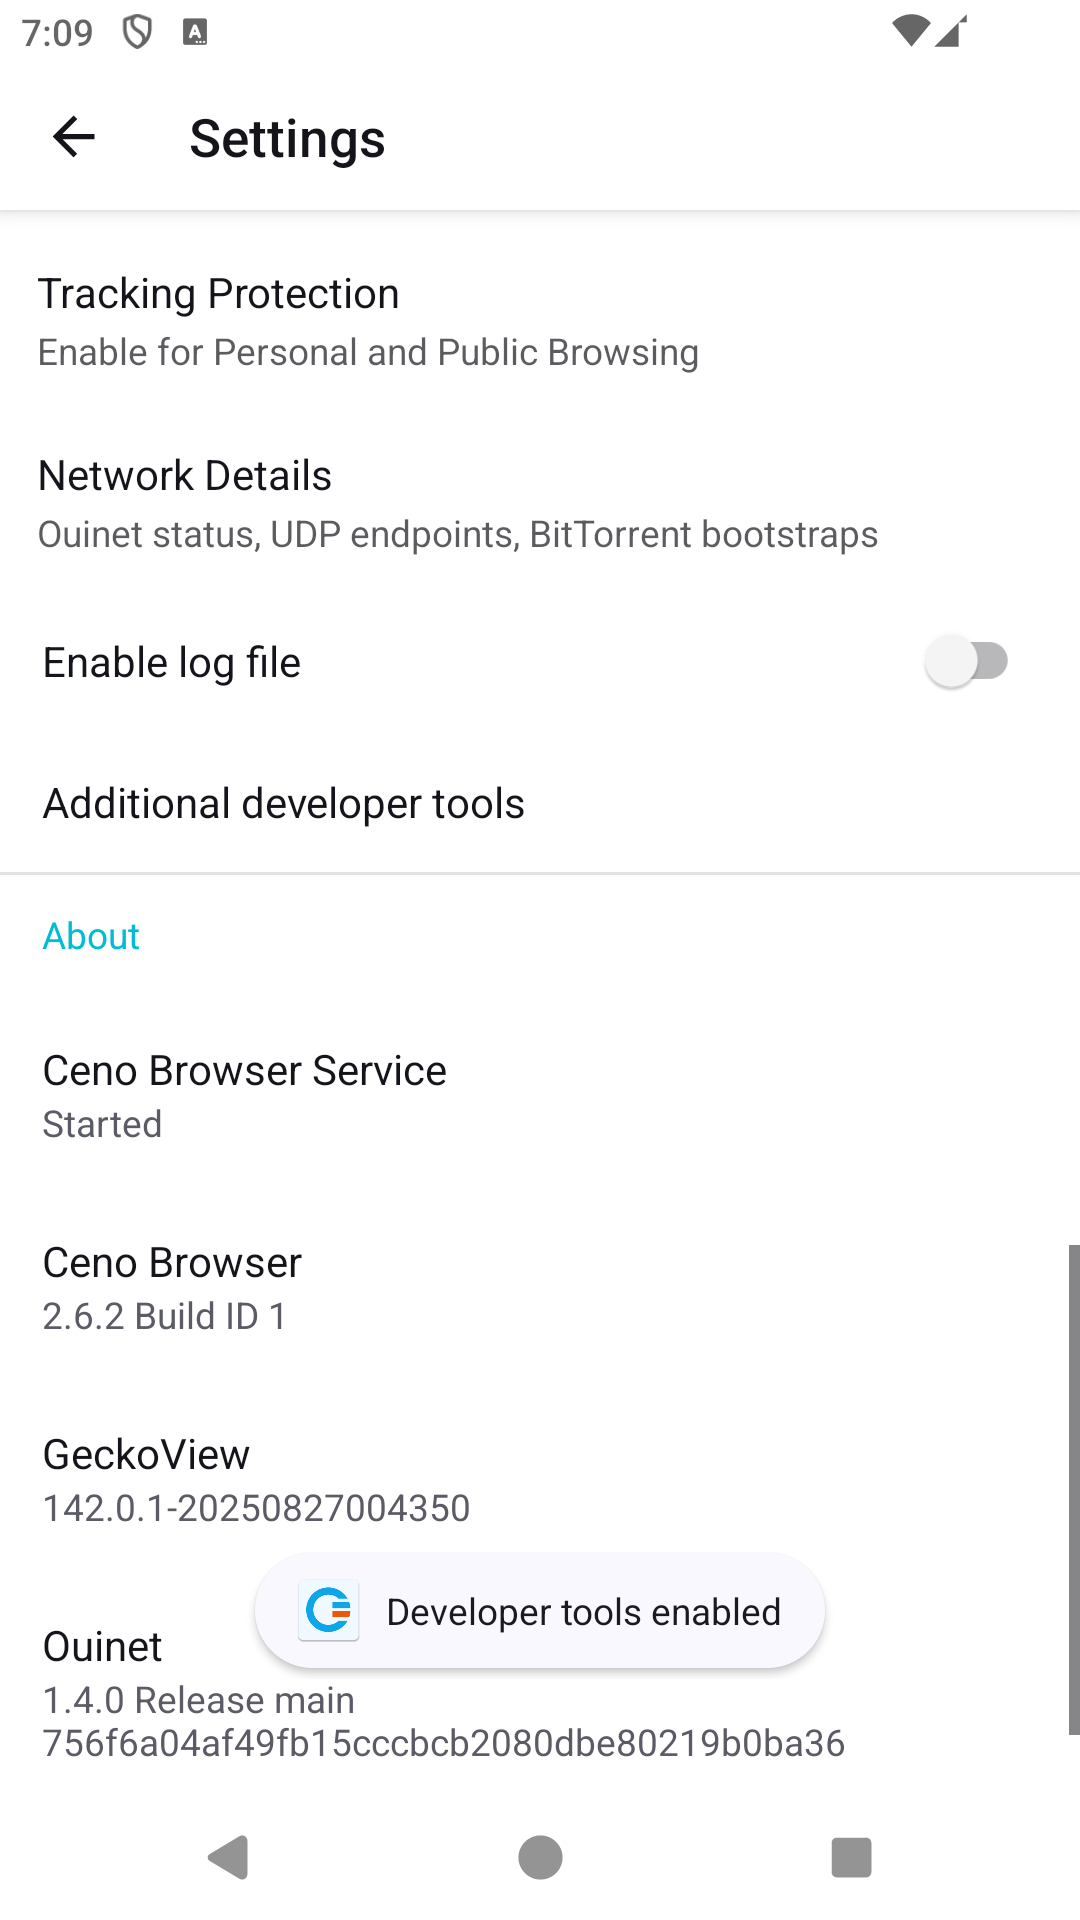 7:09
Settings
Tracking Protection
Enable for Personal and Public Browsing
Network Details
Ouinet status, UDP endpoints, BitTorrent bootstraps
Enable log file
Additional developer tools
About
Ceno Browser Service
Started
Ceno Browser
2.6.2 Build ID 1
GeckoView
142.0.1-20250827004350
Developer tools enabled
Ouinet
1.4.0 Release main
756f6a04af49fb15cccbcb2080dbe80219b0ba36